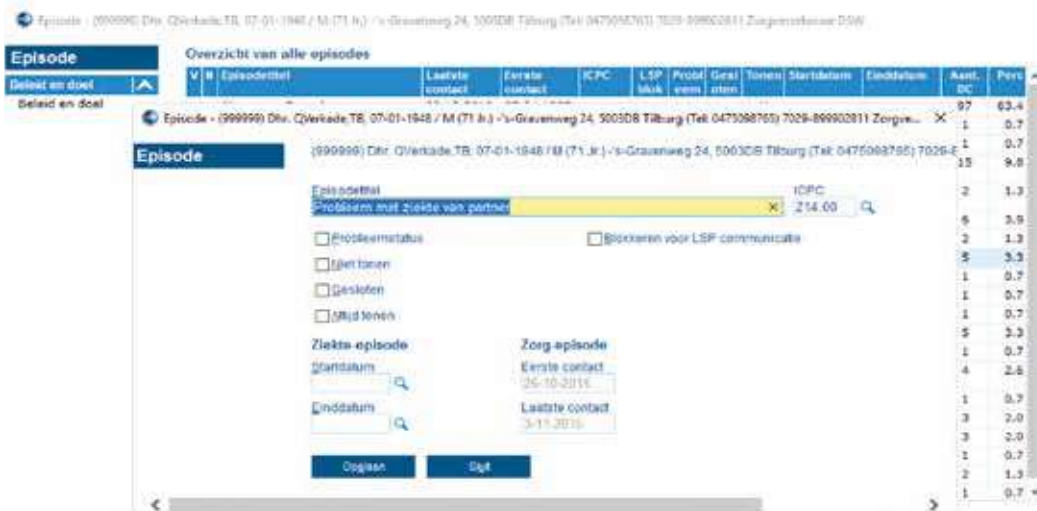 Episode - (999999) Dhr. QVerkade,TB, 07-01-1948 / M (71 Jr.) -'s-Gravenweg 24, 5003DB Tilburg (Tel: 0475098765) 7029-899902811 Zorgverzekeraar DSW
Episode
Overzicht van alle episodes
Beleid en doel
V # Episodetitel Laatste contact Eerste contact ICPC LSP blok Probl eem Gesl oten Tonen Startdatum Einddatum Aant. DC Perc
Beleid en doel
97 63.4
Episode - (999999) Dhr. QVerkade,TB, 07-01-1948 / M (71 Jr.) -'s-Gravenweg 24, 5003DB Tilburg (Tel: 0475098765) 7029-899902811 Zorgve...
1 0.7
Episode
(999999) Dhr. QVerkade,TB, 07-01-1948 / M (71 Jr.) -'s-Gravenweg 24, 5003DB Tilburg (Tel: 0475098765) 7029-8
1 0.7
15 9.8
Episodetitel ICPC
2 1.3
Probleem met ziekte van partner Z14.00
6 3.9
Probleemstatus Blokkeren voor LSP communicatie
2 1.3
Niet tonen
5 3.3
1 0.7
Gesloten
1 0.7
Altijd tonen
1 0.7
Ziekte-episode Zorg-episode
5 3.3
Startdatum Eerste contact
1 0.7
26-10-2015
4 2.6
Einddatum Laatste contact
1 0.7
3-11-2015
3 2.0
3 2.0
Opslaan Sluit
1 0.7
2 1.3
1 0.7